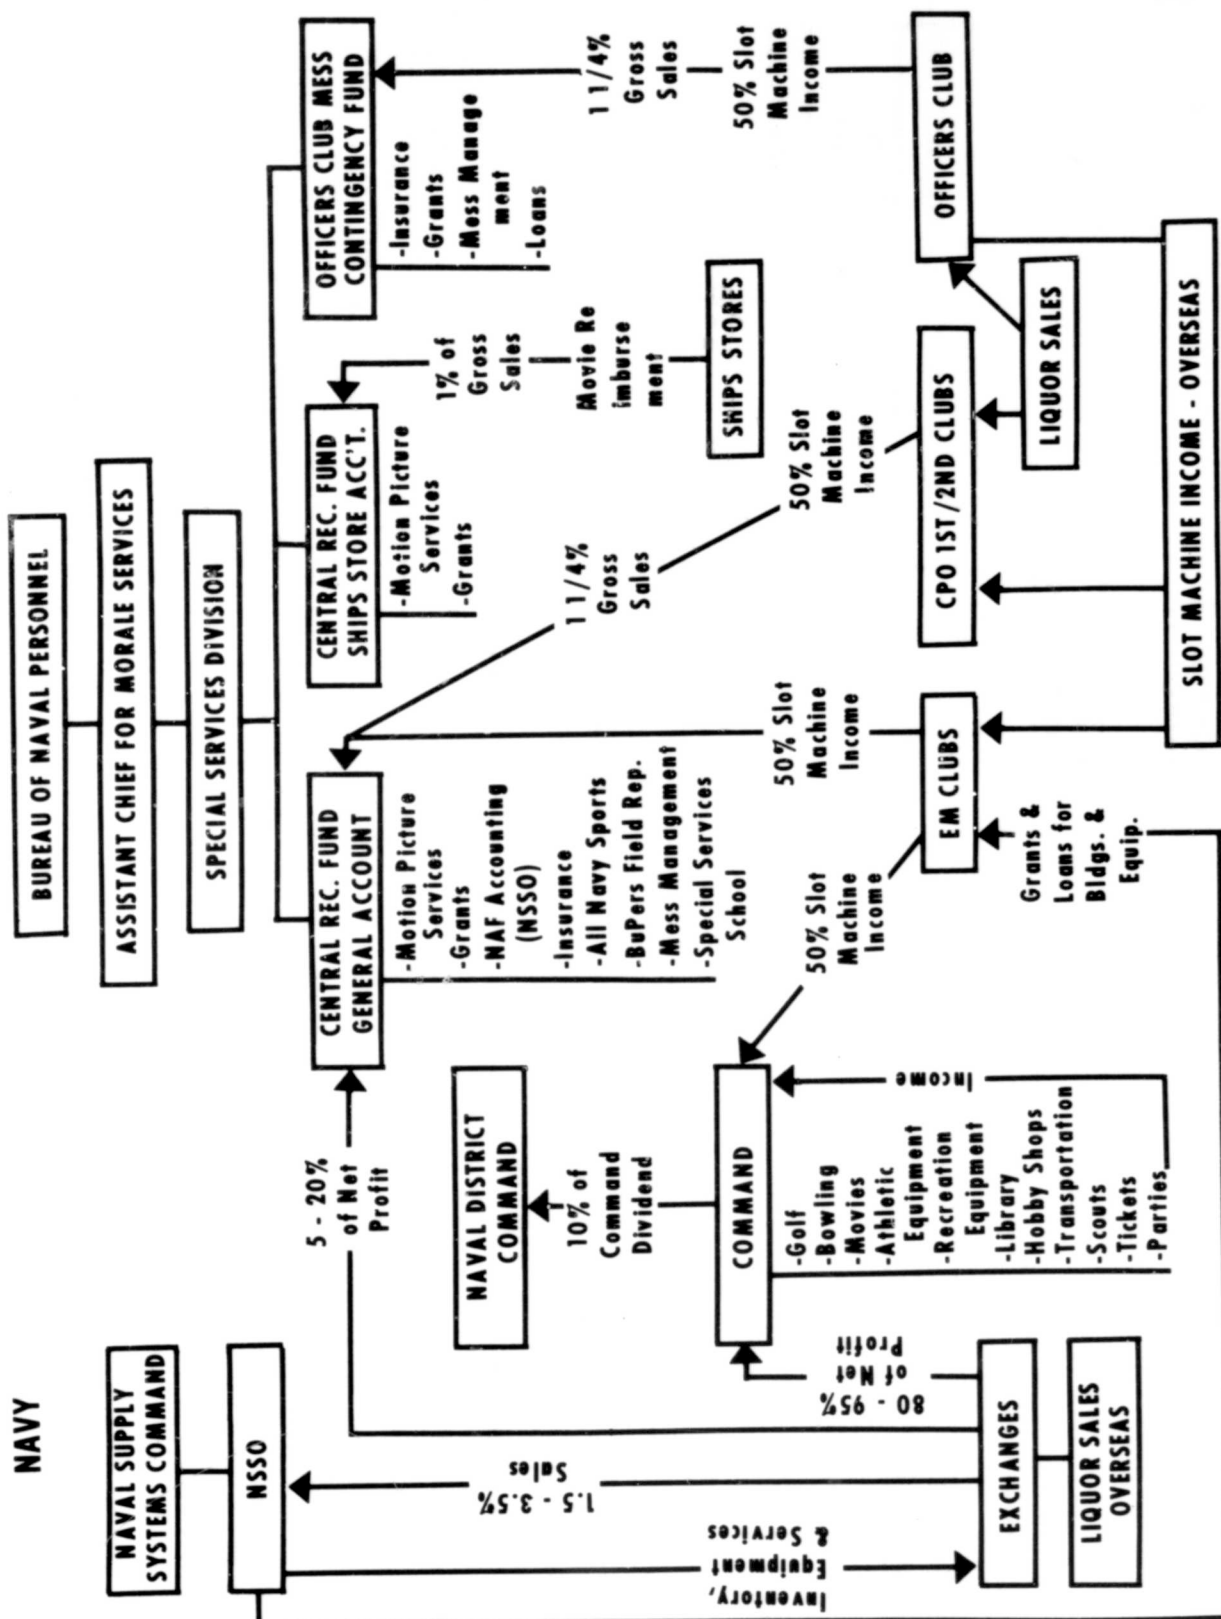 NAVY
BUREAU OF NAVAL PERSONNEL
ASSISTANT CHIEF FOR MORALE SERVICES
SPECIAL SERVICES DIVISION
NAVAL SUPPLY
SYSTEMS COMMAND
NSSO
CENTRAL REC. FUND
GENERAL ACCOUNT
-Motion Picture
Services
-Grants
-NAF Accounting
(NSSO)
-Insurance
-All Navy Sports
-BuPers Field Rep.
-Mess Management
-Special Services
School
CENTRAL REC. FUND
SHIPS STORE ACC'T.
-Motion Picture
Services
-Grants
OFFICERS CLUB MESS
CONTINGENCY FUND
-Insurance
-Grants
-Mess Manage
ment
-Loans
5 - 20%
of Net
Profit
NAVAL DISTRICT
COMMAND
10% of
Command
Dividend
1% of
Gross
Sales
Movie Re
imburse
ment
SHIPS STORES
1 1/4%
Gross
Sales
50% Slot
Machine
Income
1.5 - 3.5%
Sales
Inventory,
Equipment
& Services
80 - 95%
of Net
Profit
COMMAND
-Golf
-Bowling
-Movies
-Athletic
Equipment
-Recreation
Equipment
-Library
-Hobby Shops
-Transportation
-Scouts
-Tickets
-Parties
Income
50% Slot
Machine
Income
50% Slot
Machine
Income
1 1/4%
Gross
Sales
50% Slot
Machine
Income
EXCHANGES
LIQUOR SALES
OVERSEAS
EM CLUBS
Grants &
Loans for
Bldgs. &
Equip.
CPO 1ST/2ND CLUBS
OFFICERS CLUB
LIQUOR SALES
SLOT MACHINE INCOME - OVERSEAS